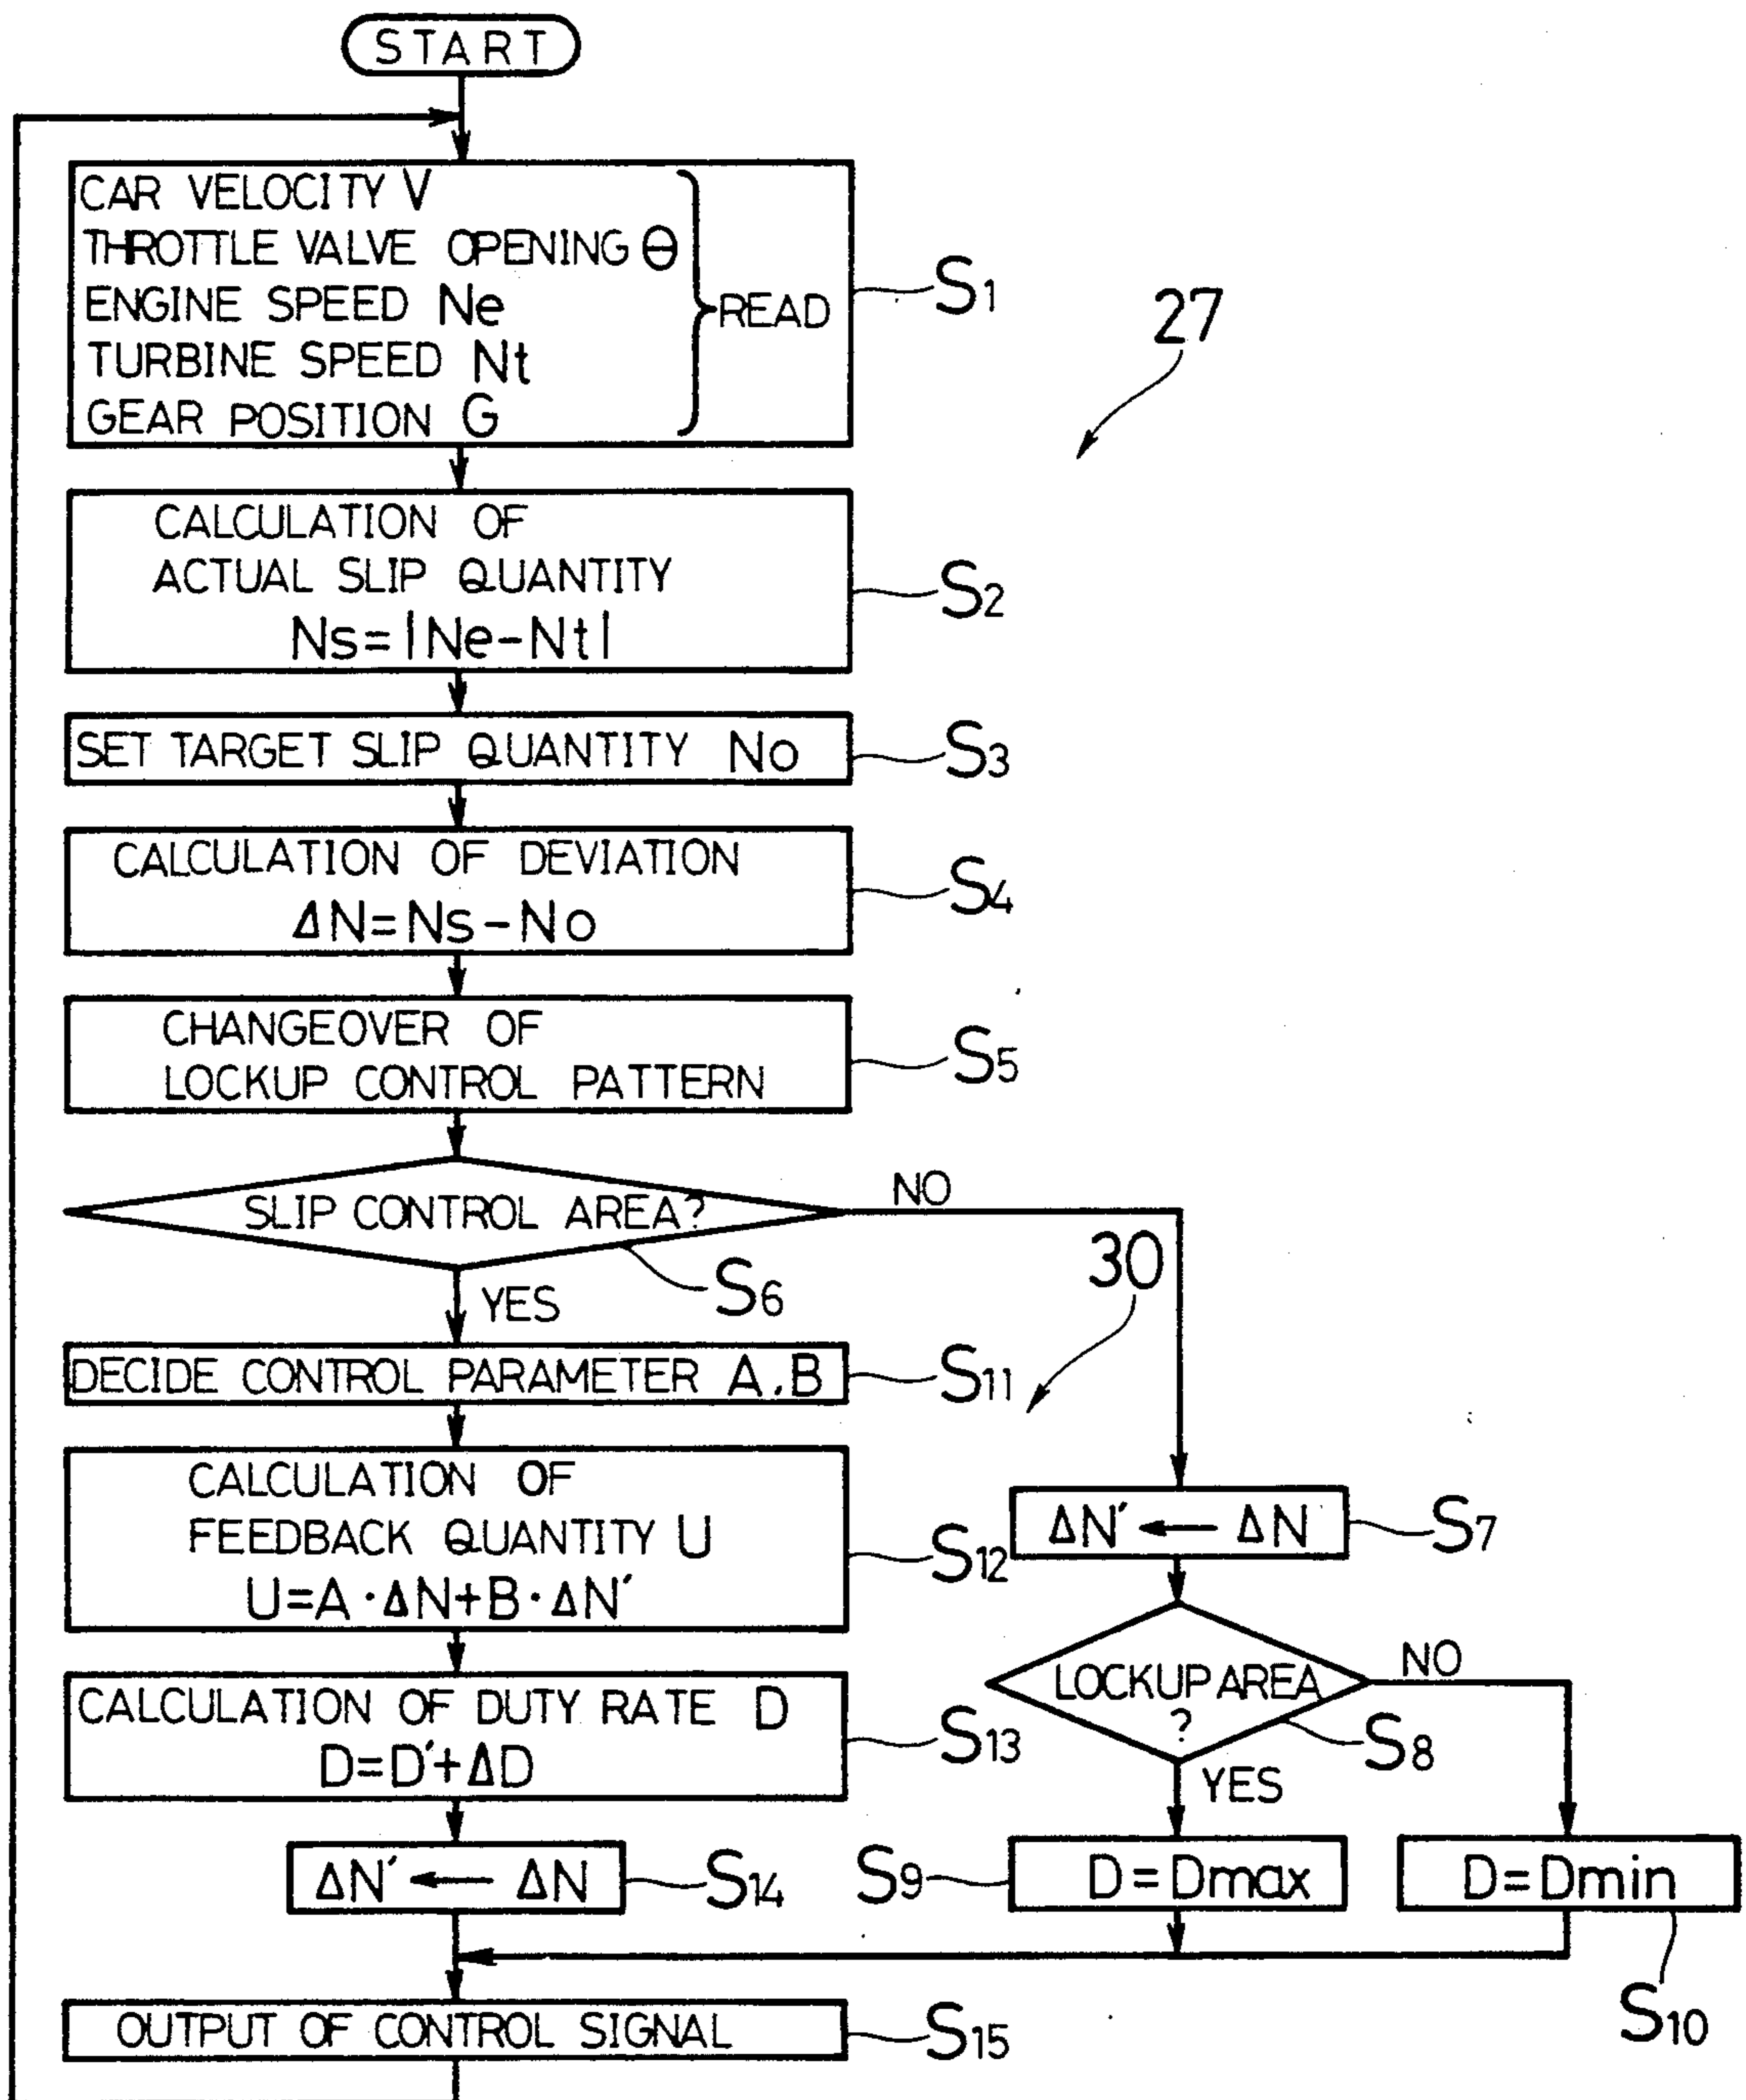 START
CAR VELOCITY V
THROTTLE VALVE OPENING θ
ENGINE SPEED Ne
TURBINE SPEED Nt
GEAR POSITION G
READ
S1
27
CALCULATION OF
ACTUAL SLIP QUANTITY
Ns=|Ne-Nt|
S2
SET TARGET SLIP QUANTITY No
S3
CALCULATION OF DEVIATION
ΔN=Ns-No
S4
CHANGEOVER OF
LOCKUP CONTROL PATTERN
S5
SLIP CONTROL AREA?
NO
S6
YES
30
DECIDE CONTROL PARAMETER A,B
S11
CALCULATION OF
FEEDBACK QUANTITY U
U=A·ΔN+B·ΔN'
S12
ΔN' ← ΔN
S7
LOCKUP AREA
?
NO
S8
YES
CALCULATION OF DUTY RATE D
D=D'+ΔD
S13
ΔN' ← ΔN
S14
S9
D=Dmax
D=Dmin
S10
OUTPUT OF CONTROL SIGNAL
S15